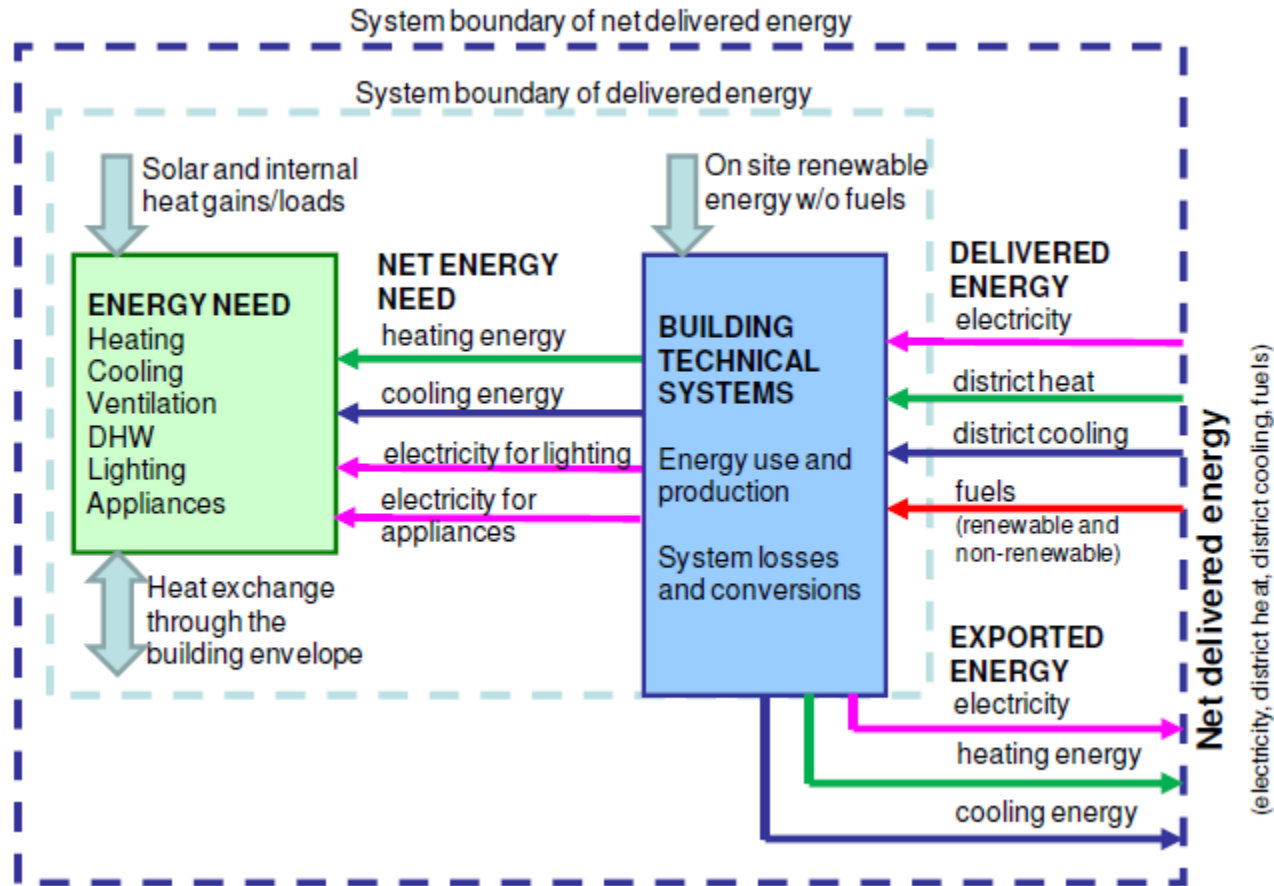 System boundary of net delivered energy
System boundary of delivered energy
Solar and internal
heat gains/loads
On site renewable
energy w/o fuels
ENERGY NEED
Heating
Cooling
Ventilation
DHW
Lighting
Appliances
NET ENERGY
NEED
heating energy
cooling energy
electricity for lighting
electricity for
appliances
BUILDING
TECHNICAL
SYSTEMS
Energy use and
production
System losses
and conversions
DELIVERED
ENERGY
electricity
district heat
district cooling
fuels
(renewable and
non-renewable)
Heat exchange
through the
building envelope
EXPORTED
ENERGY
electricity
heating energy
cooling energy
Net delivered energy
(electricity, district heat, district cooling, fuels)